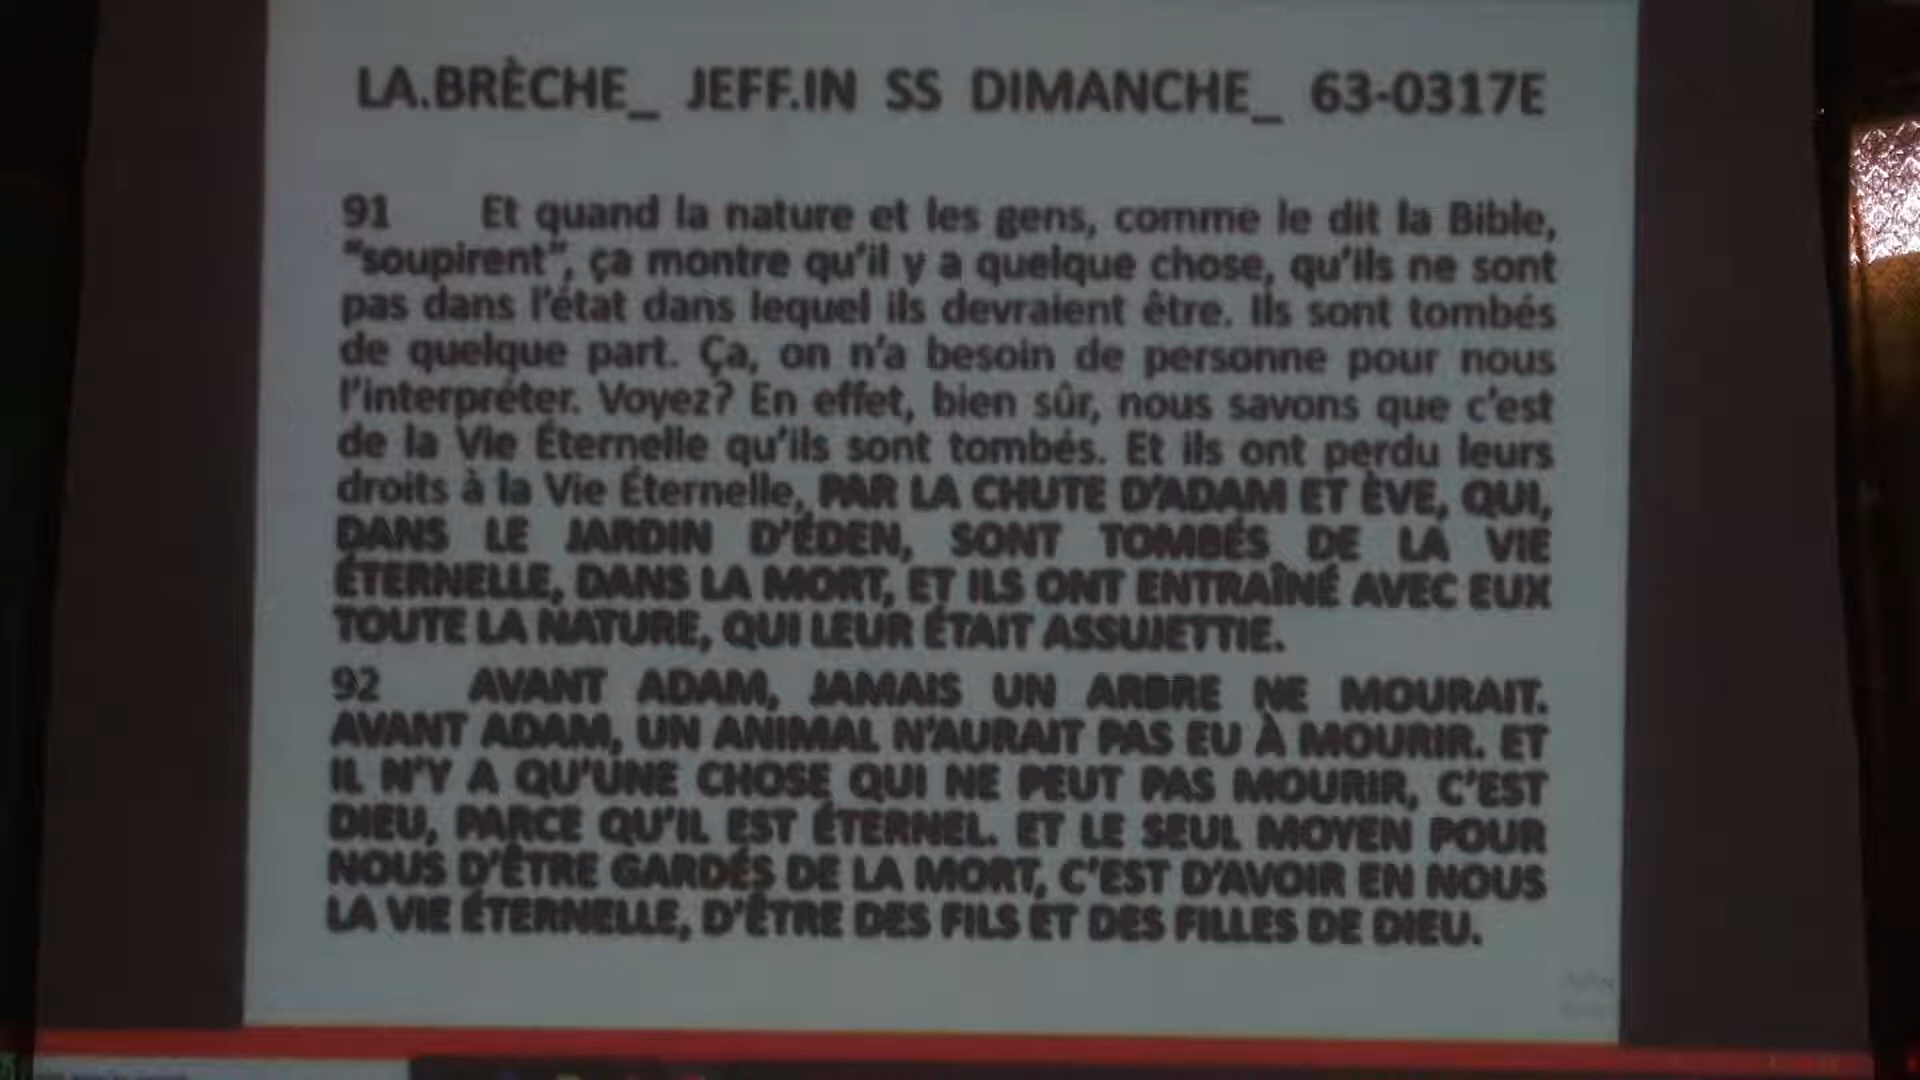 LA.BRÈCHE_ JEFF.IN SS DIMANCHE_ 63-0317E
91 Et quand la nature et les gens, comme le dit la Bible,
“soupirent”, ça montre qu’il y a quelque chose, qu’ils ne sont
pas dans l’état dans lequel ils devraient être. Ils sont tombés
de quelque part. Ça, on n’a besoin de personne pour nous
l’interpréter. Voyez? En effet, bien sûr, nous savons que c’est
de la Vie Éternelle qu’ils sont tombés. Et ils ont perdu leurs
droits à la Vie Éternelle, PAR LA CHUTE D’ADAM ET ÈVE, QUI,
DANS LE JARDIN D’ÉDEN, SONT TOMBÉS DE LA VIE
ÉTERNELLE, DANS LA MORT, ET ILS ONT ENTRAÎNÉ AVEC EUX
TOUTE LA NATURE, QUI LEUR ÉTAIT ASSUJETTIE.
92 AVANT ADAM, JAMAIS UN ARBRE NE MOURAIT.
AVANT ADAM, UN ANIMAL N’AURAIT PAS EU À MOURIR. ET
IL N’Y A QU’UNE CHOSE QUI NE PEUT PAS MOURIR, C’EST
DIEU, PARCE QU’IL EST ÉTERNEL. ET LE SEUL MOYEN POUR
NOUS D’ÊTRE GARDÉS DE LA MORT, C’EST D’AVOIR EN NOUS
LA VIE ÉTERNELLE, D’ÊTRE DES FILS ET DES FILLES DE DIEU.